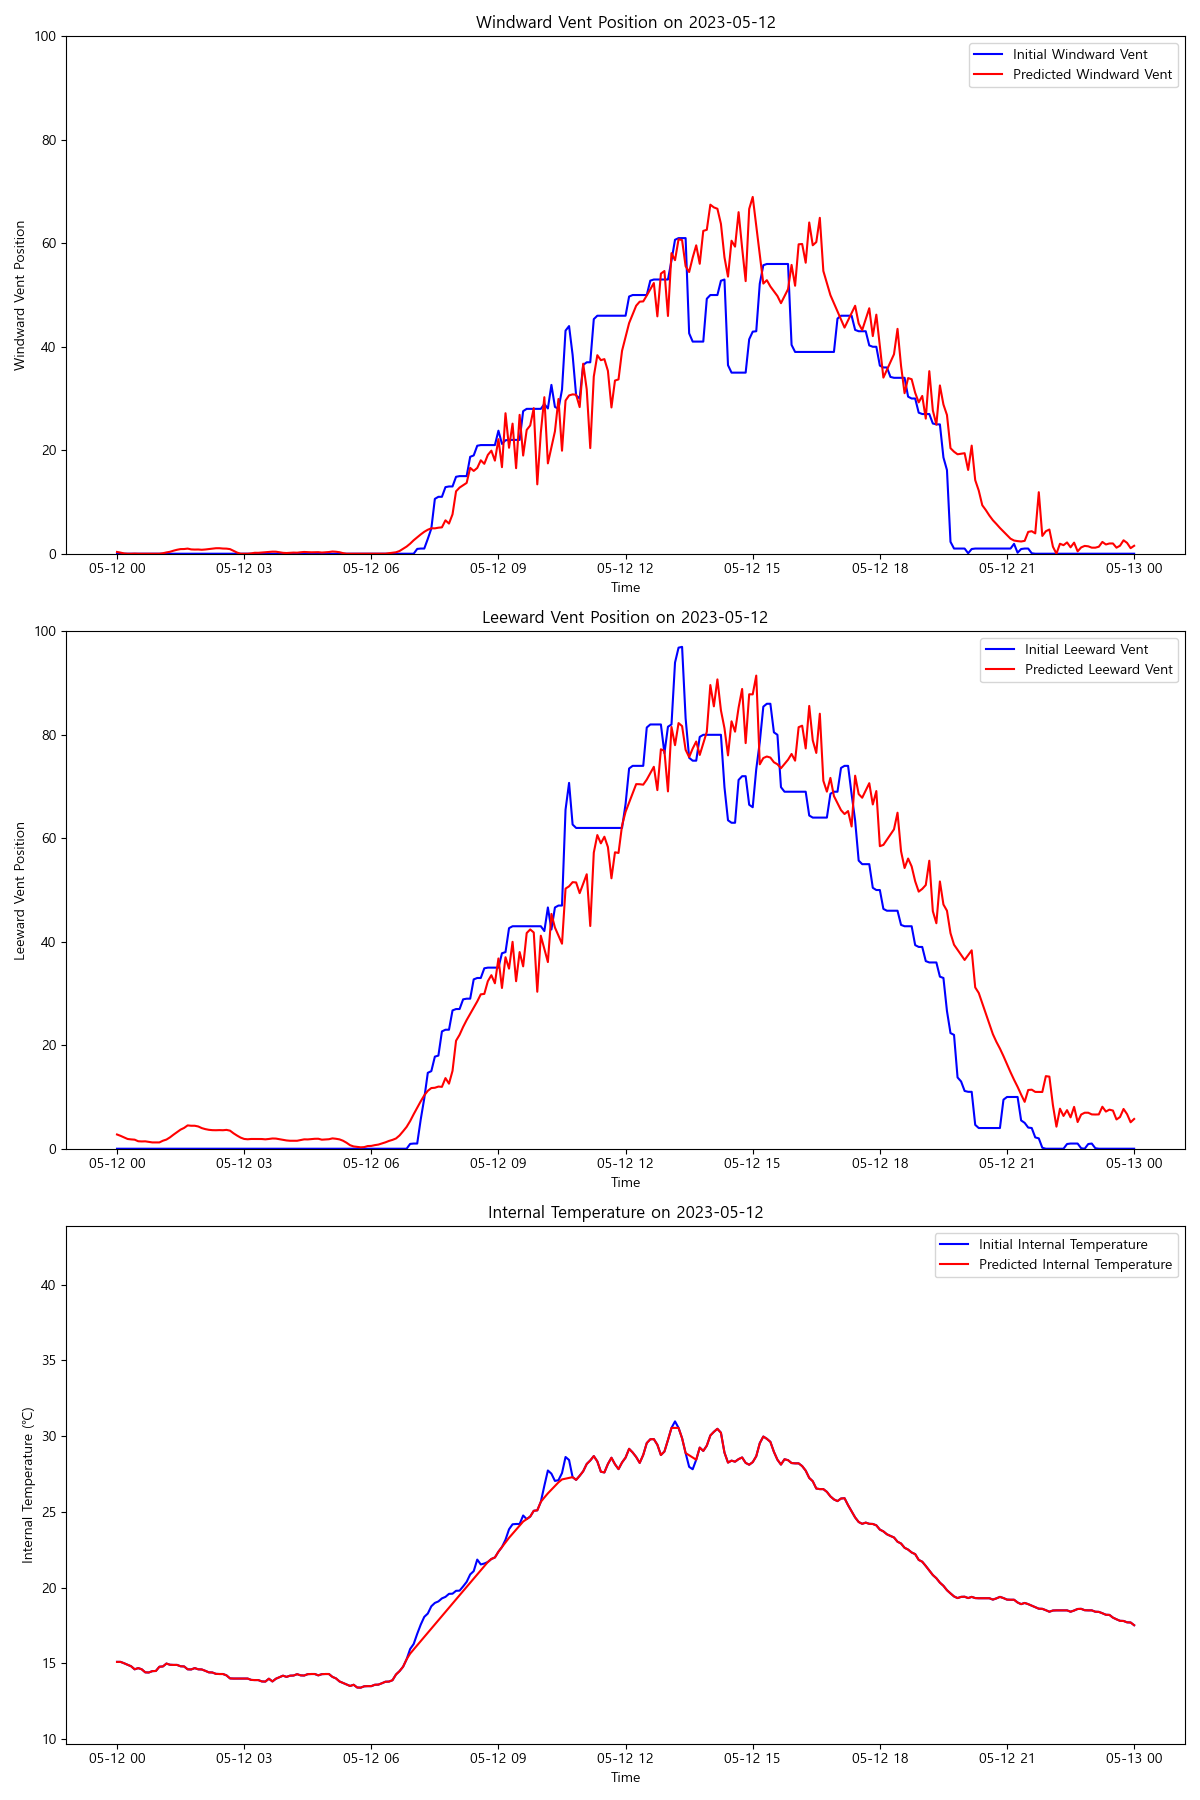 Windward Vent Position on 2023-05-12
Initial Windward Vent
Predicted Windward Vent
Windward Vent Position
100
80
60
40
20
0
05-12 00 05-12 03 05-12 06 05-12 09 05-12 12 05-12 15 05-12 18 05-12 21 05-13 00
Time
Leeward Vent Position on 2023-05-12
Initial Leeward Vent
Predicted Leeward Vent
Leeward Vent Position
100
80
60
40
20
0
05-12 00 05-12 03 05-12 06 05-12 09 05-12 12 05-12 15 05-12 18 05-12 21 05-13 00
Time
Internal Temperature on 2023-05-12
Initial Internal Temperature
Predicted Internal Temperature
Internal Temperature (℃)
40
35
30
25
20
15
10
05-12 00 05-12 03 05-12 06 05-12 09 05-12 12 05-12 15 05-12 18 05-12 21 05-13 00
Time